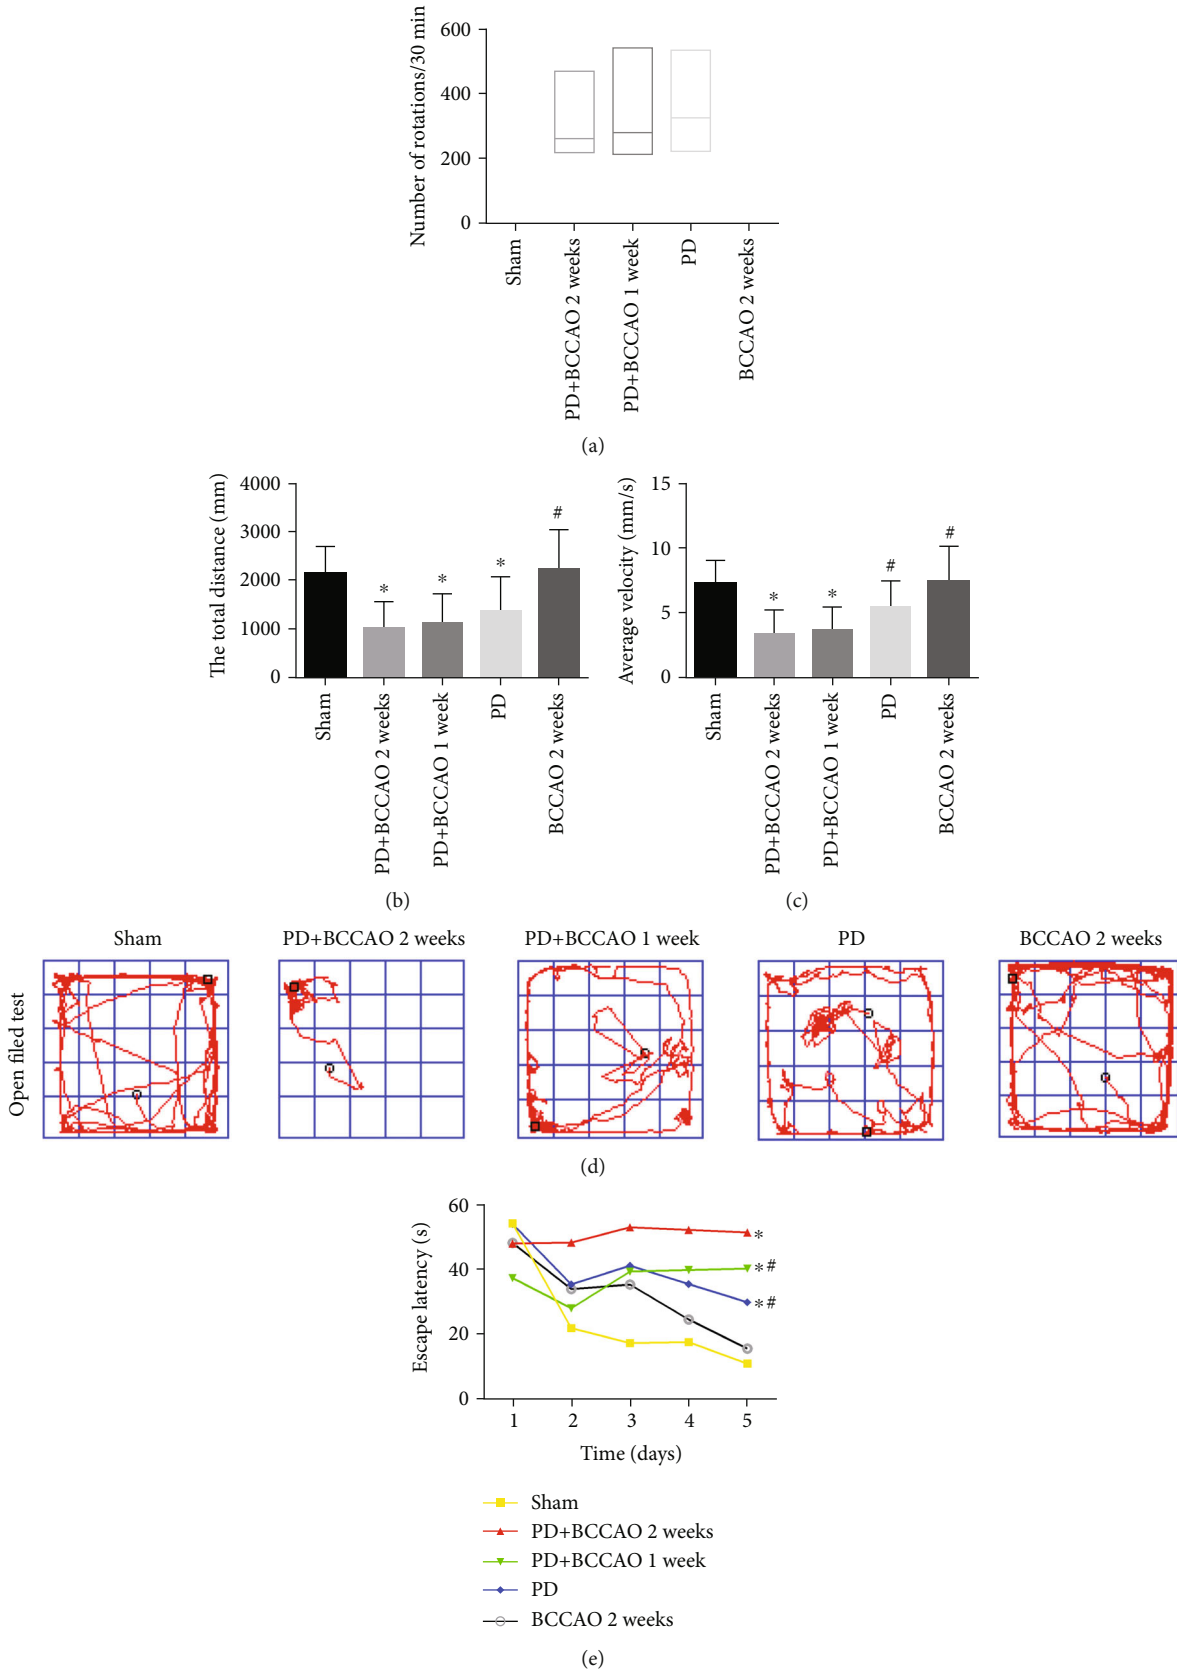 600
400
200
0
Number of rotations/30 min
Sham
PD+BCCAO 2 weeks
PD+BCCAO 1 week
PD
BCCAO 2 weeks
(a)
4000
3000
2000
1000
0
The total distance (mm)
*
*
*
#
Sham
PD+BCCAO 2 weeks
PD+BCCAO 1 week
PD
BCCAO 2 weeks
(b)
15
10
5
0
Average velocity (mm/s)
*
*
#
#
Sham
PD+BCCAO 2 weeks
PD+BCCAO 1 week
PD
BCCAO 2 weeks
(c)
Sham
PD+BCCAO 2 weeks
PD+BCCAO 1 week
PD
BCCAO 2 weeks
Open filed test
(d)
60
40
20
0
Escape latency (s)
*
*#
*#
1 2 3 4 5
Time (days)
Sham
PD+BCCAO 2 weeks
PD+BCCAO 1 week
PD
BCCAO 2 weeks
(e)